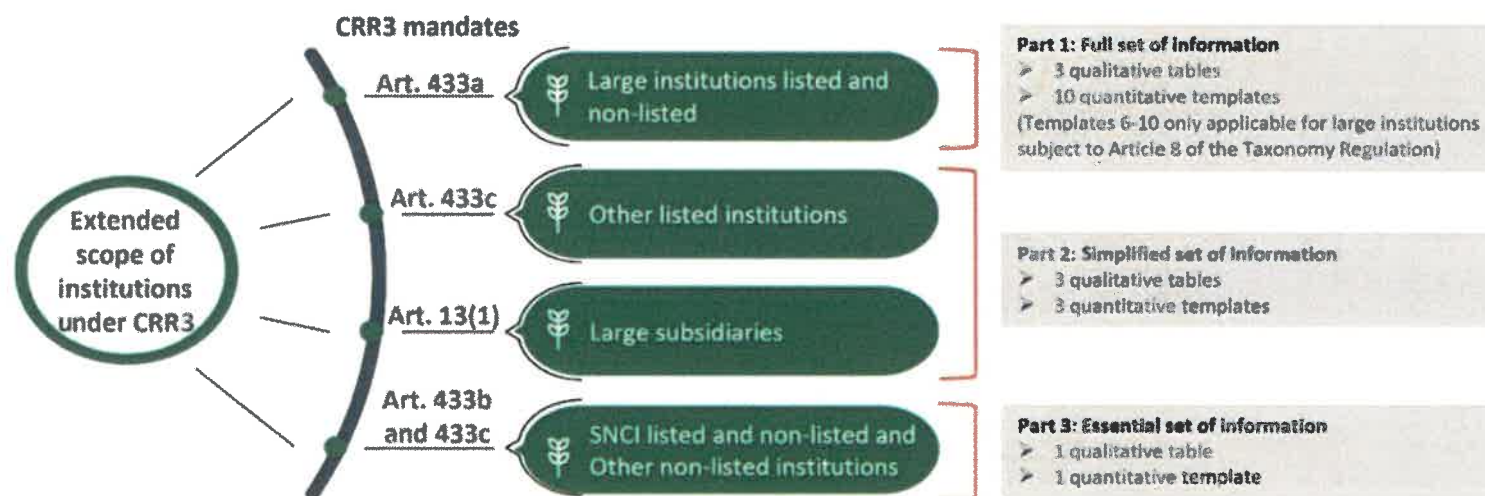 CRR3 mandates
Extended
scope of
institutions
under CRR3
Art. 433a
Large institutions listed and
non-listed
Art. 433c
Other listed institutions
Art. 13(1)
Large subsidiaries
Art. 433b
and 433c
SNCI listed and non-listed and
Other non-listed institutions
Part 1: Full set of information
➤ 3 qualitative tables
➤ 10 quantitative templates
(Templates 6-10 only applicable for large institutions
subject to Article 8 of the Taxonomy Regulation)
Part 2: Simplified set of information
➤ 3 qualitative tables
➤ 3 quantitative templates
Part 3: Essential set of information
➤ 1 qualitative table
➤ 1 quantitative template